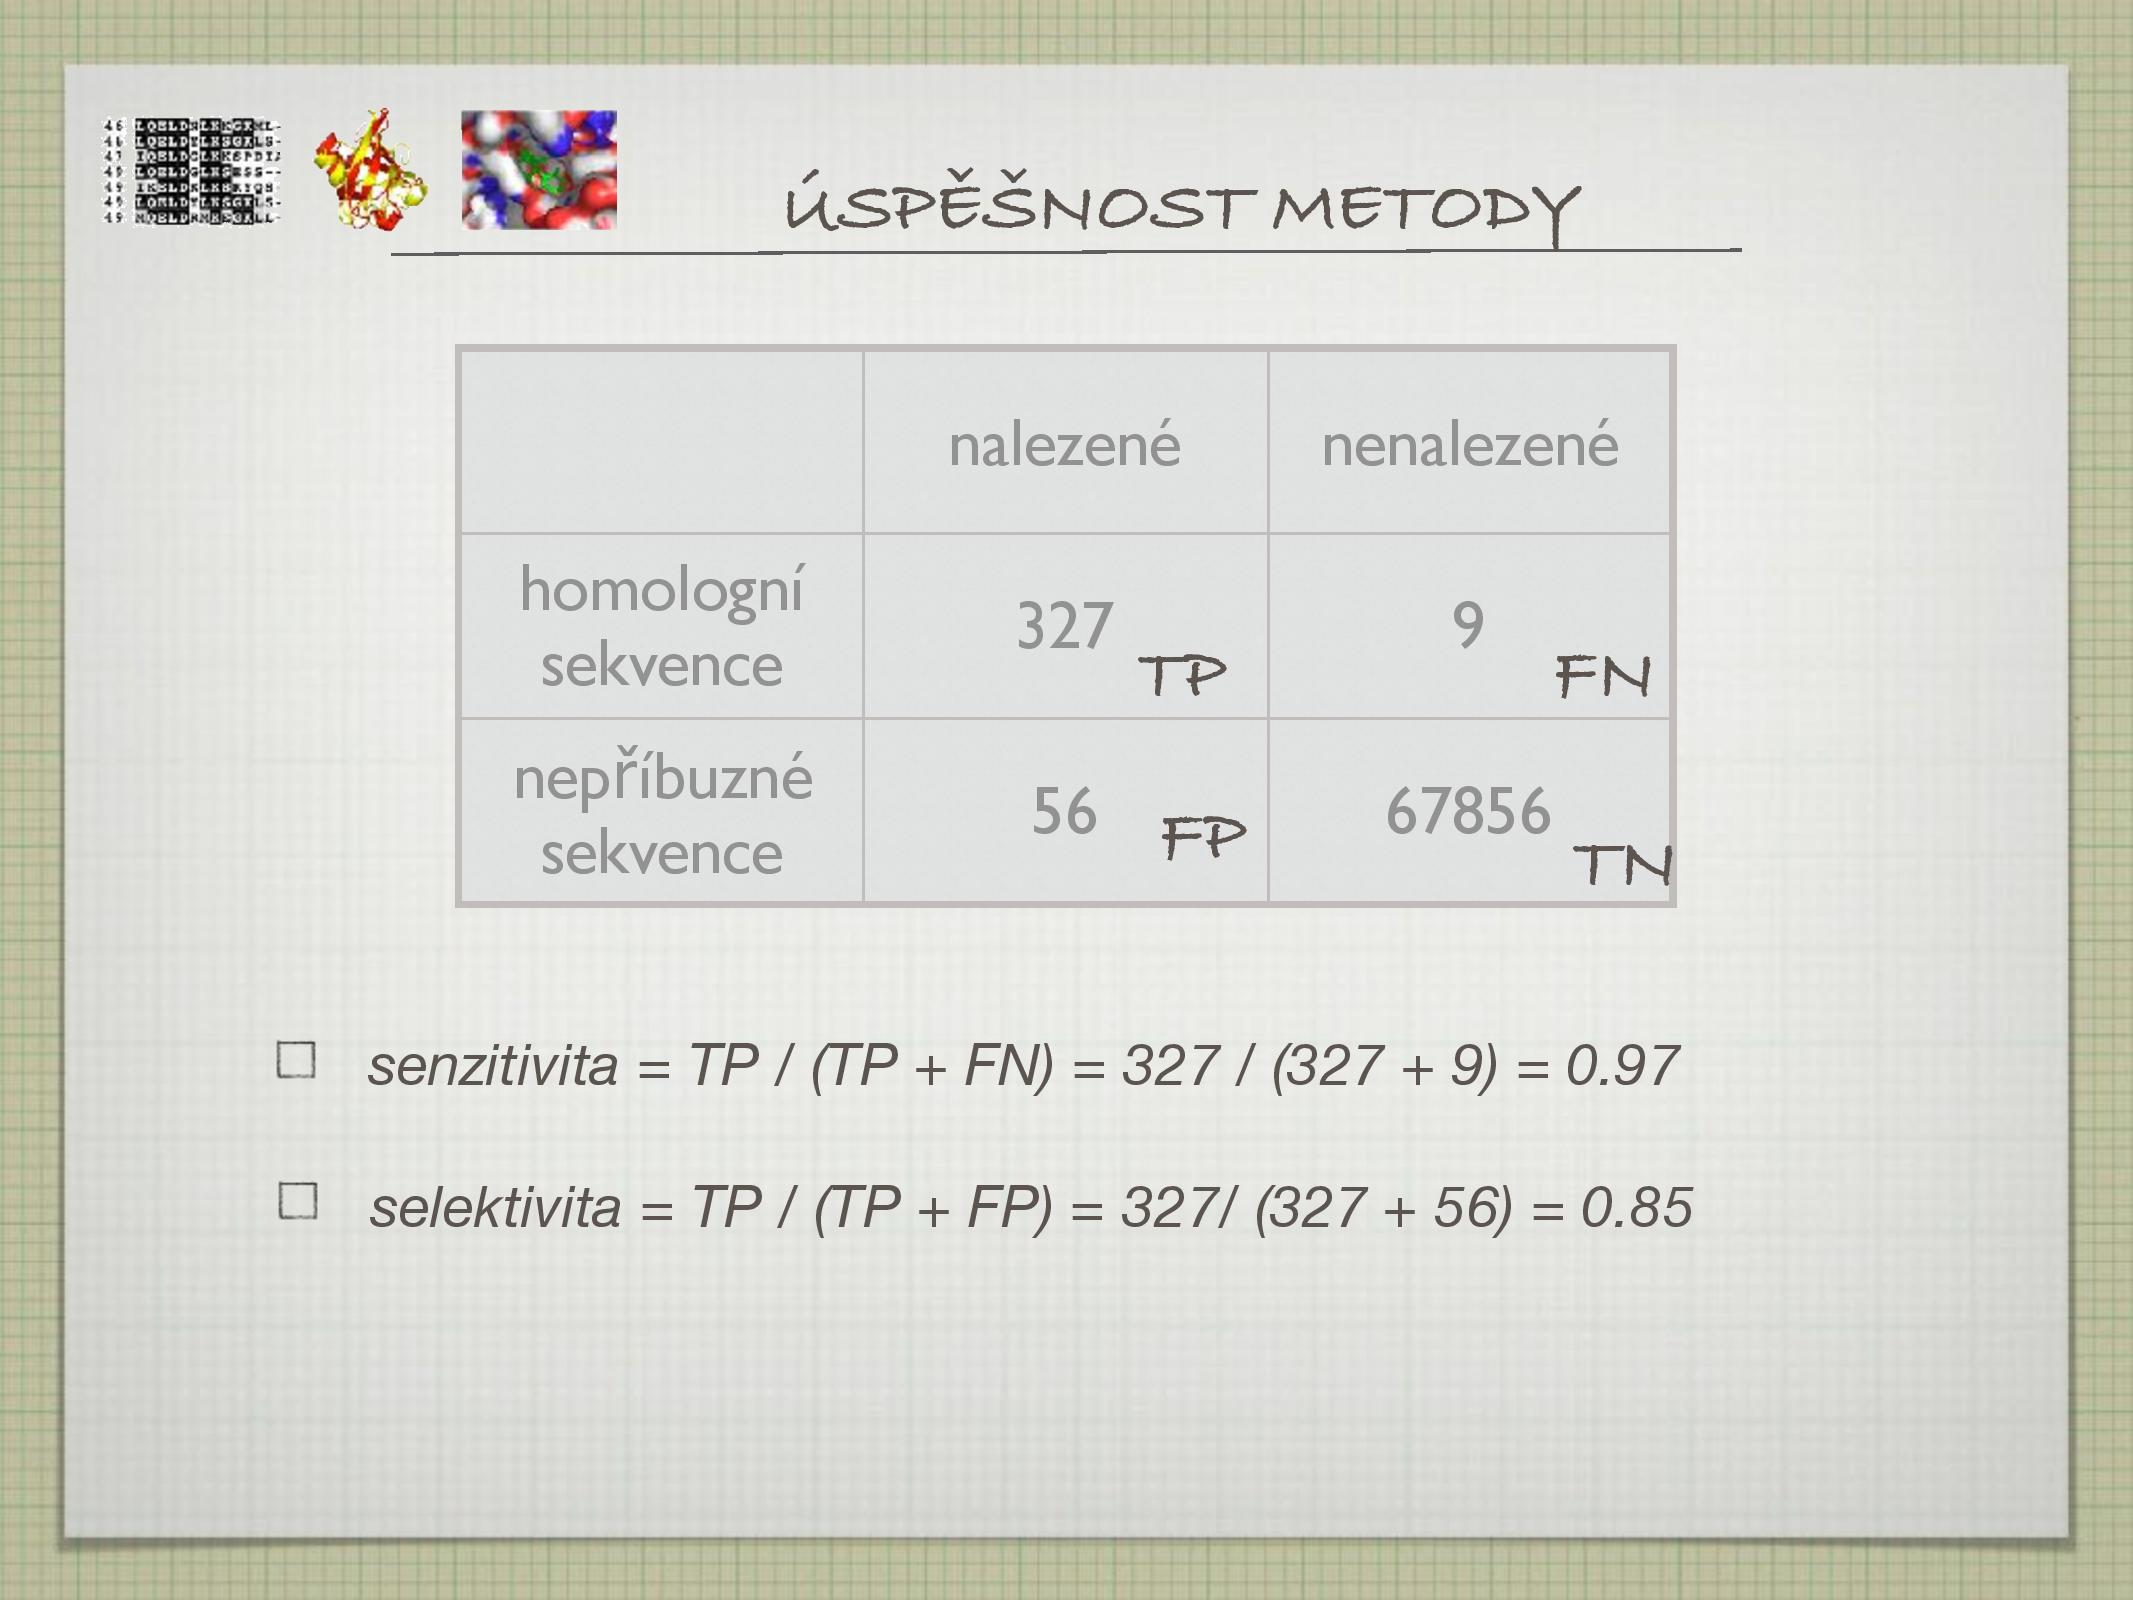 ÚSPĚŠNOST METODY
nalezené
nenalezené
homologní
sekvence
327
TP
9
FN
nepříbuzné
sekvence
56
FP
67856
TN
senzitivita = TP / (TP + FN) = 327 / (327 + 9) = 0.97
selektivita = TP / (TP + FP) = 327/ (327 + 56) = 0.85